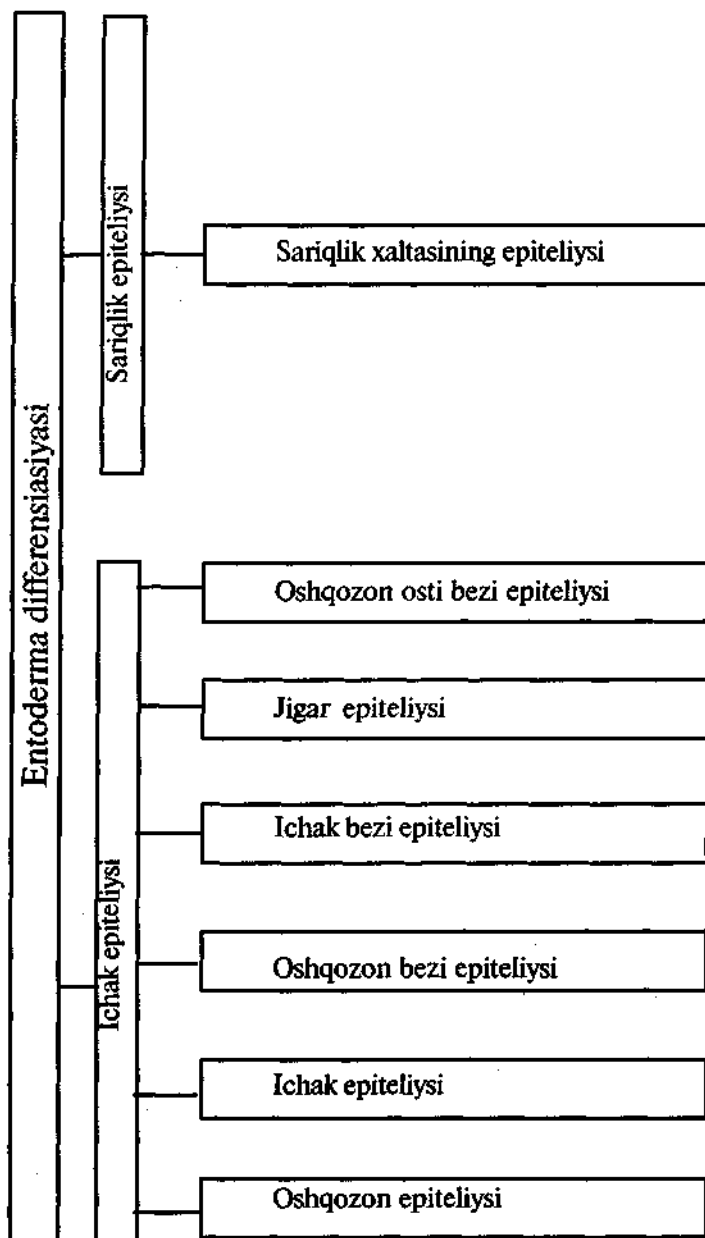 Entoderma differensiasiyasi
Sariqlik epiteliysi
Sariqlik xaltasining epiteliysi
Ichak epiteliysi
Oshqozon osti bezi epiteliysi
Jigar epiteliysi
Ichak bezi epiteliysi
Oshqozon bezi epiteliysi
Ichak epiteliysi
Oshqozon epiteliysi